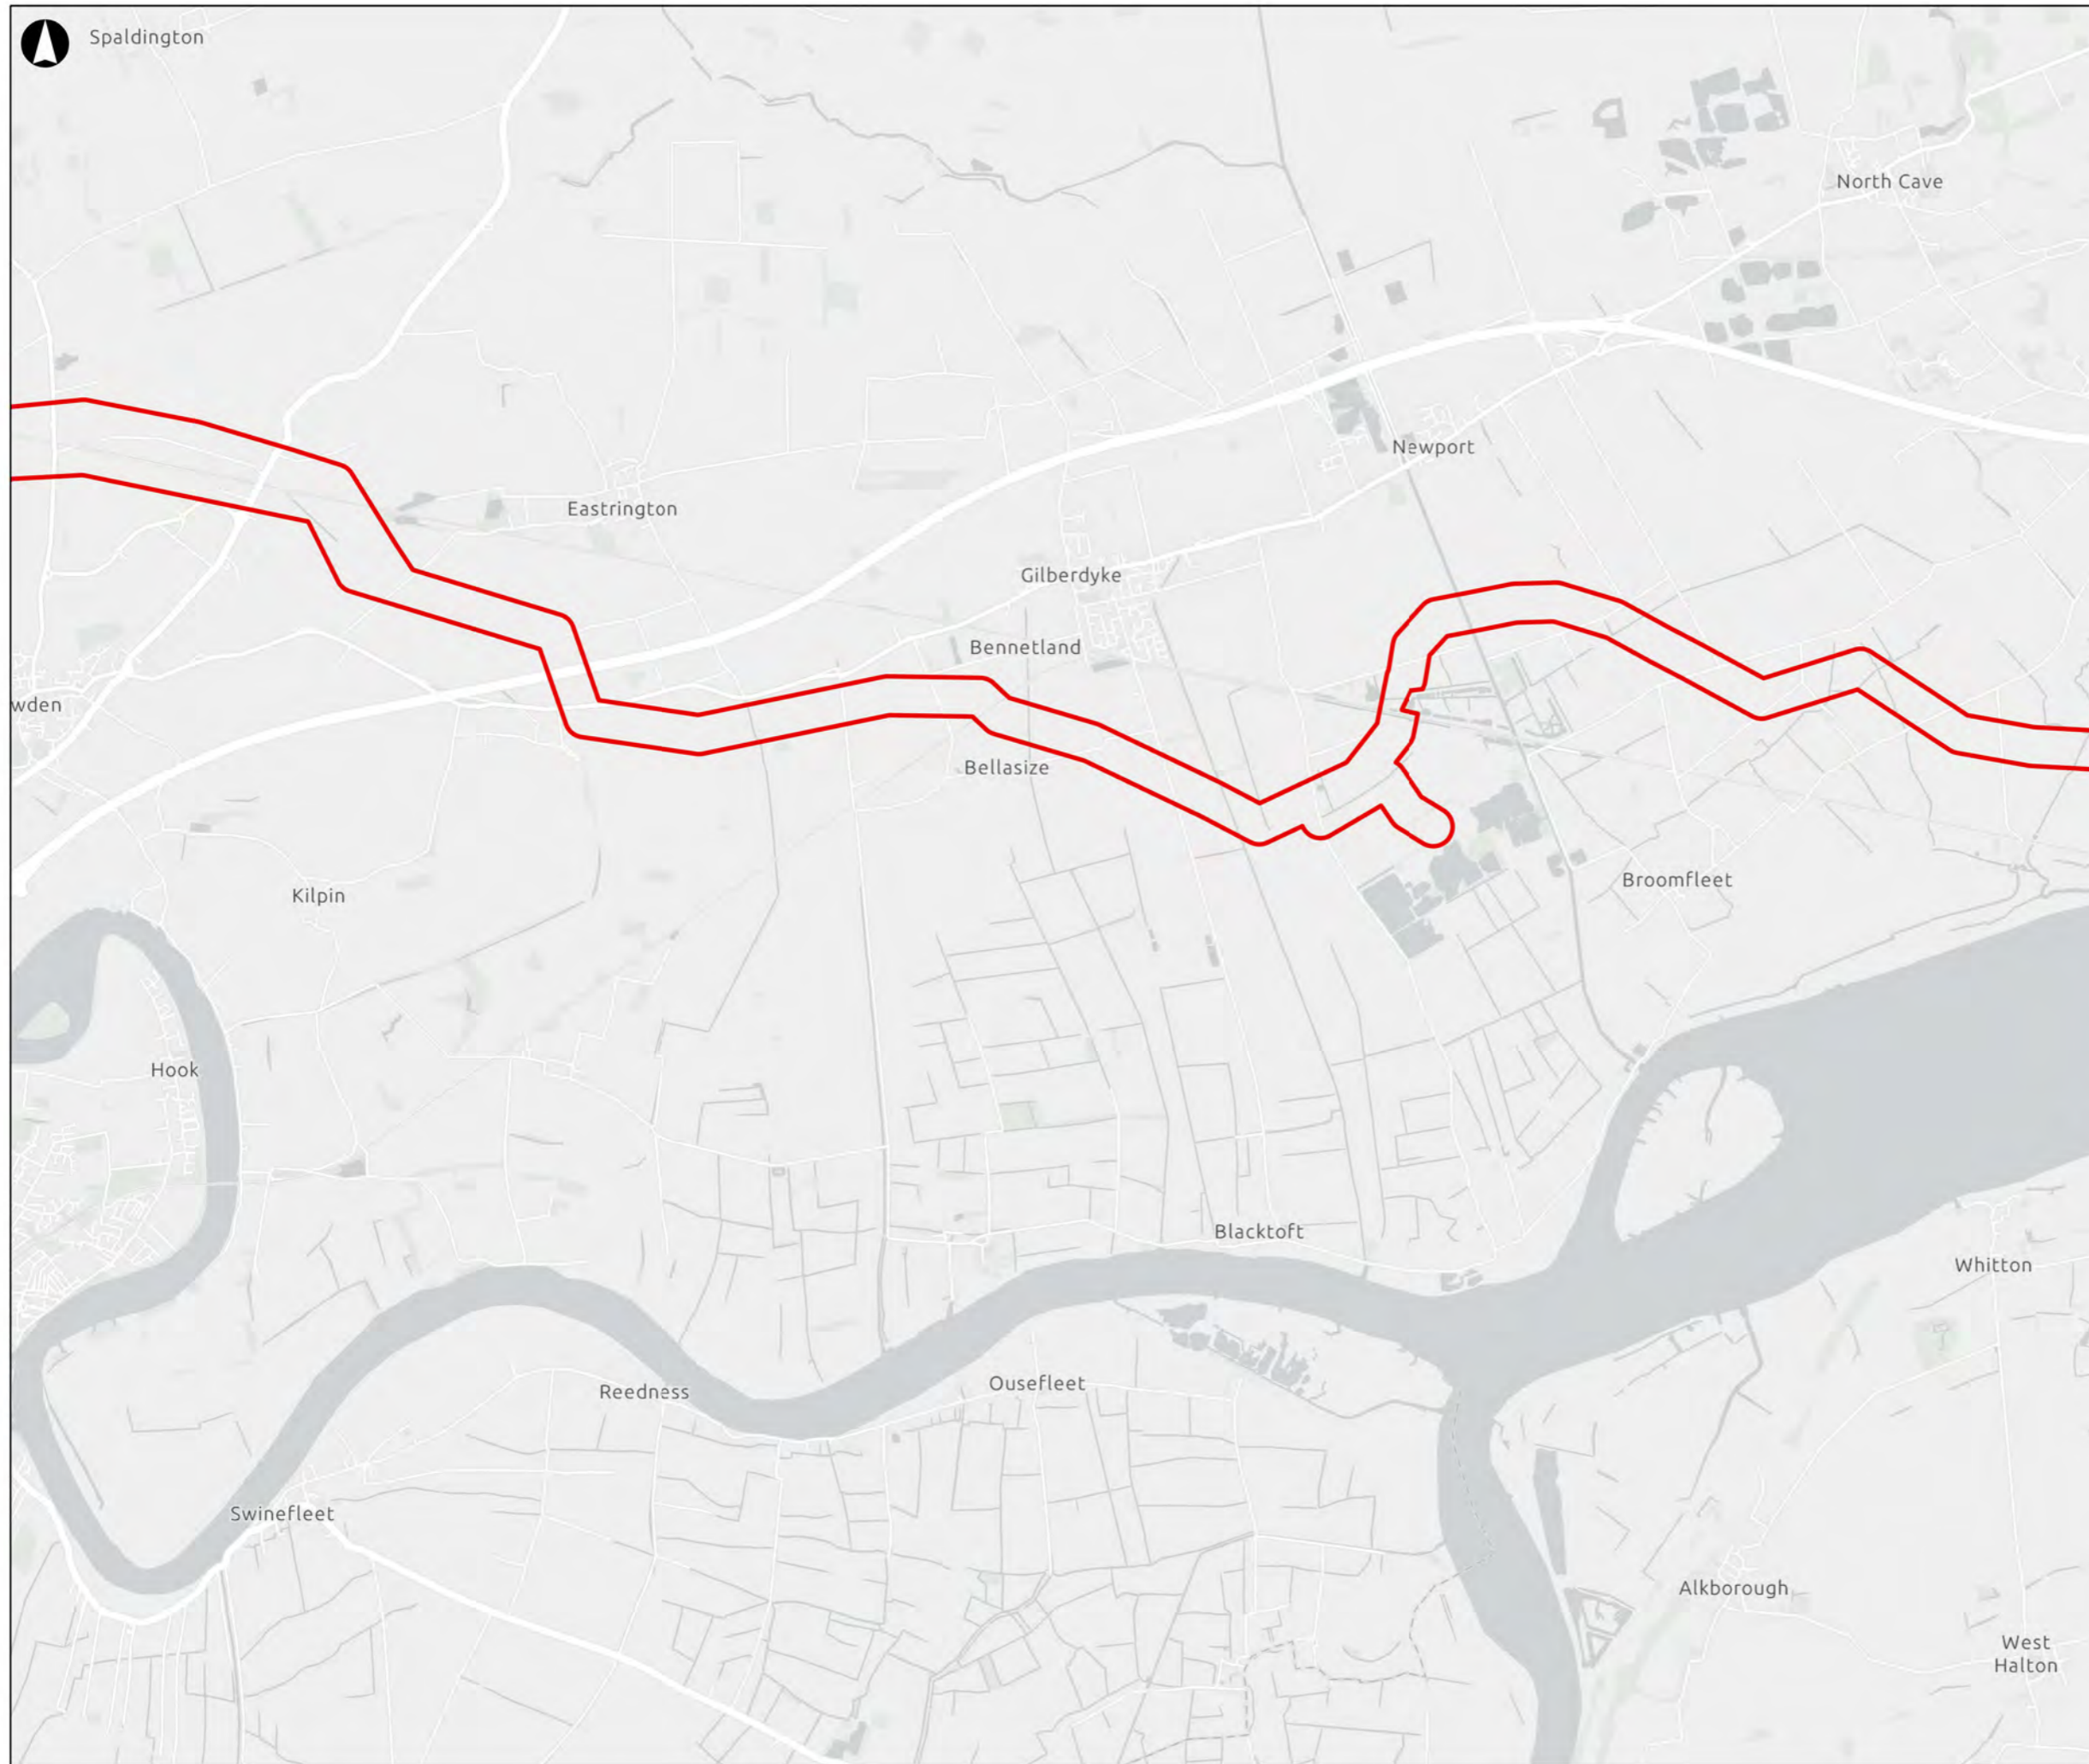 Spaldington
North Cave
Newport
Eastrington
Gilberdyke
Bennetland
wden
Bellasize
Broomfleet
Kilpin
Hook
Blacktoft
Whitton
Ousefleet
Reedness
Swinefleet
Alkborough
West
Halton